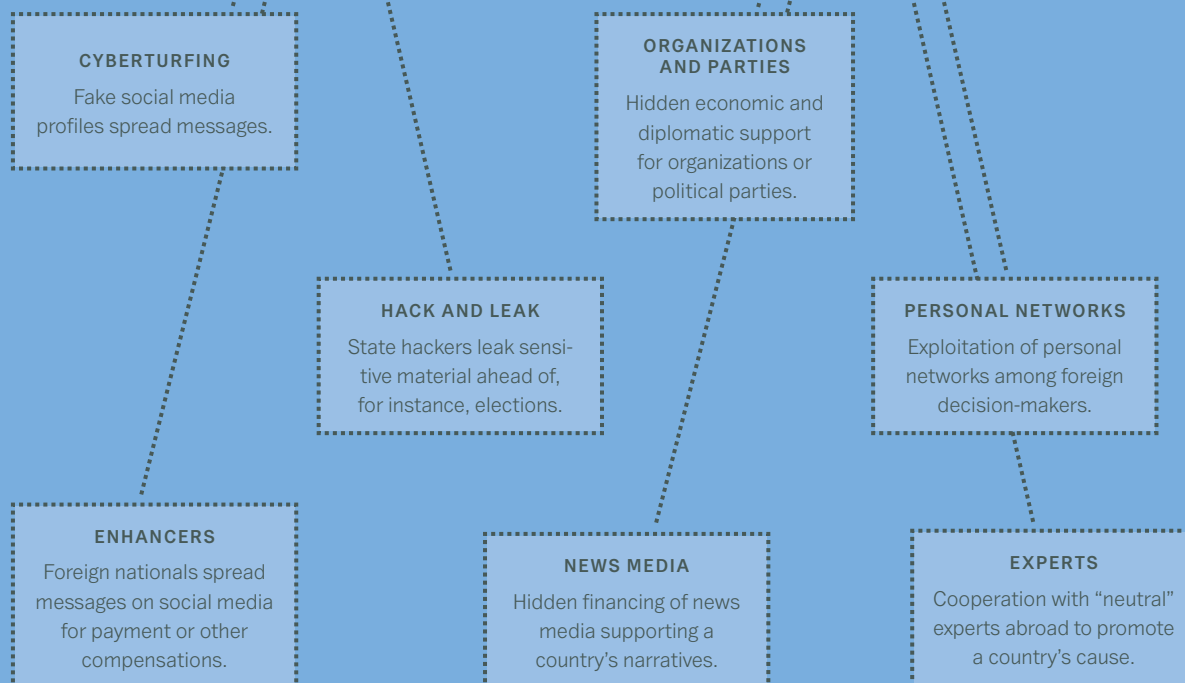 CYBERTURFING
Fake social media
profiles spread messages.
ORGANIZATIONS
AND PARTIES
Hidden economic and
diplomatic support
for organizations or
political parties.
HACK AND LEAK
State hackers leak sensi-
tive material ahead of,
for instance, elections.
PERSONAL NETWORKS
Exploitation of personal
networks among foreign
decision-makers.
ENHANCERS
Foreign nationals spread
messages on social media
for payment or other
compensations.
NEWS MEDIA
Hidden financing of news
media supporting a
country’s narratives.
EXPERTS
Cooperation with “neutral”
experts abroad to promote
a country’s cause.